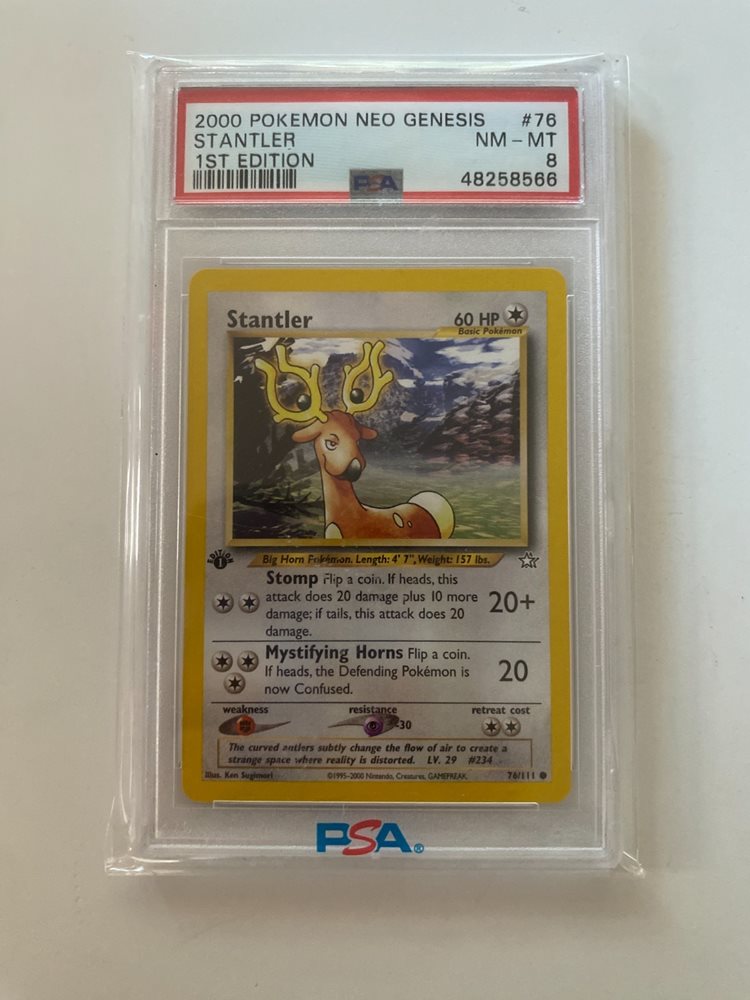 2000 POKEMON NEO GENESIS #76
STANTLER NM - MT
1ST EDITION 8
PSA 48258566
Stantler 60 HP
Basic Pokémon
EDITION
1
Big Horn Pokémon. Length: 4' 7", Weight: 157 lbs.
Stomp Flip a coin. If heads, this
attack does 20 damage plus 10 more
damage; if tails, this attack does 20
damage.
20+
Mystifying Horns Flip a coin.
If heads, the Defending Pokémon is
now Confused.
20
weakness resistance retreat cost
-30
The curved antlers subtly change the flow of air to create a
strange space where reality is distorted. LV. 29 #234
Illus. Ken Sugimori ©1995-2000 Nintendo, Creatures, GAMEFREAK. 76/111
PSA®